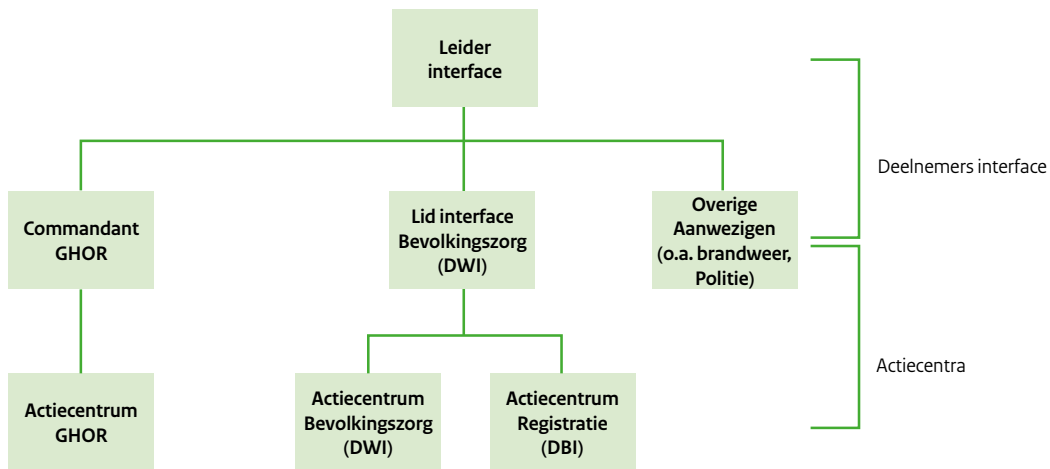 Leider
interface
Deelnemers interface
Commandant
GHOR
Lid interface
Bevolkingszorg
(DWI)
Overige
Aanwezigen
(o.a. brandweer,
Politie)
Actiecentra
Actiecentrum
GHOR
Actiecentrum
Bevolkingszorg
(DWI)
Actiecentrum
Registratie
(DBI)